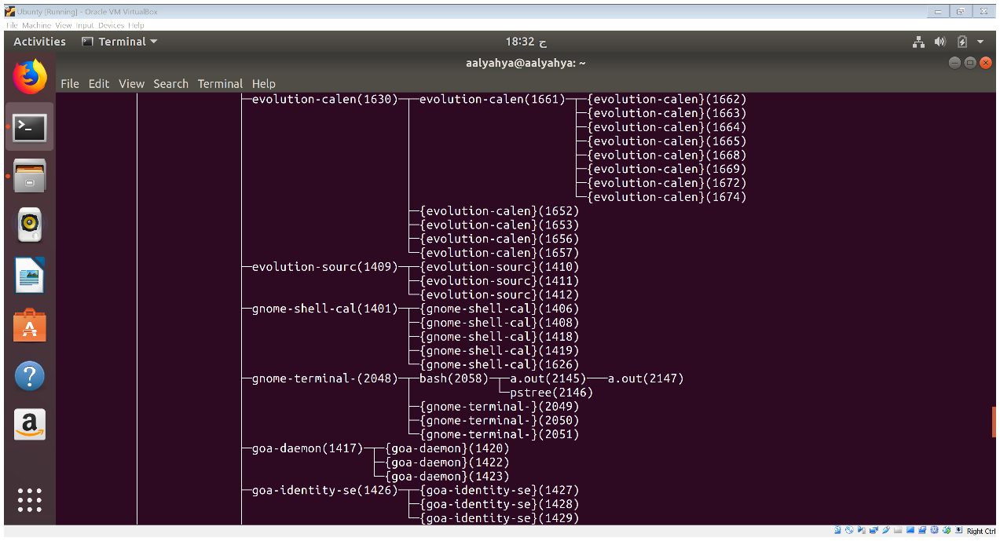 Ubunty [Running] - Oracle VM VirtualBox
File Machine View Input Devices Help
Activities Terminal 18:32 ج
aalyahya@aalyahya: ~
File Edit View Search Terminal Help
├─evolution-calen(1630)─┬─evolution-calen(1661)─┬─{evolution-calen}(1662)
├─{evolution-calen}(1663)
├─{evolution-calen}(1664)
├─{evolution-calen}(1665)
├─{evolution-calen}(1668)
├─{evolution-calen}(1669)
├─{evolution-calen}(1672)
└─{evolution-calen}(1674)
├─{evolution-calen}(1652)
├─{evolution-calen}(1653)
├─{evolution-calen}(1656)
└─{evolution-calen}(1657)
├─evolution-sourc(1409)─┬─{evolution-sourc}(1410)
├─{evolution-sourc}(1411)
└─{evolution-sourc}(1412)
├─gnome-shell-cal(1401)─┬─{gnome-shell-cal}(1406)
├─{gnome-shell-cal}(1408)
├─{gnome-shell-cal}(1418)
├─{gnome-shell-cal}(1419)
└─{gnome-shell-cal}(1626)
├─gnome-terminal-(2048)─┬─bash(2058)─┬─a.out(2145)───a.out(2147)
└─pstree(2146)
├─{gnome-terminal-}(2049)
├─{gnome-terminal-}(2050)
└─{gnome-terminal-}(2051)
├─goa-daemon(1417)─┬─{goa-daemon}(1420)
├─{goa-daemon}(1422)
└─{goa-daemon}(1423)
├─goa-identity-se(1426)─┬─{goa-identity-se}(1427)
├─{goa-identity-se}(1428)
└─{goa-identity-se}(1429)
Right Ctrl